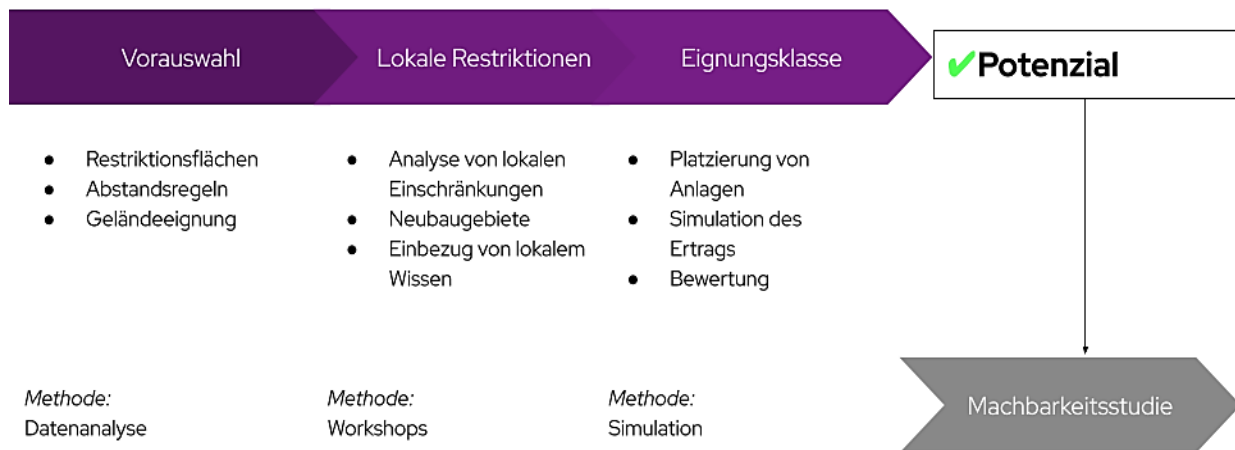 Vorauswahl
Lokale Restriktionen
Eignungsklasse
✔Potenzial
● Restriktionsflächen
● Abstandsregeln
● Geländeeignung
● Analyse von lokalen
Einschränkungen
● Neubaugebiete
● Einbezug von lokalem
Wissen
● Platzierung von
Anlagen
● Simulation des
Ertrags
● Bewertung
Methode:
Datenanalyse
Methode:
Workshops
Methode:
Simulation
Machbarkeitsstudie